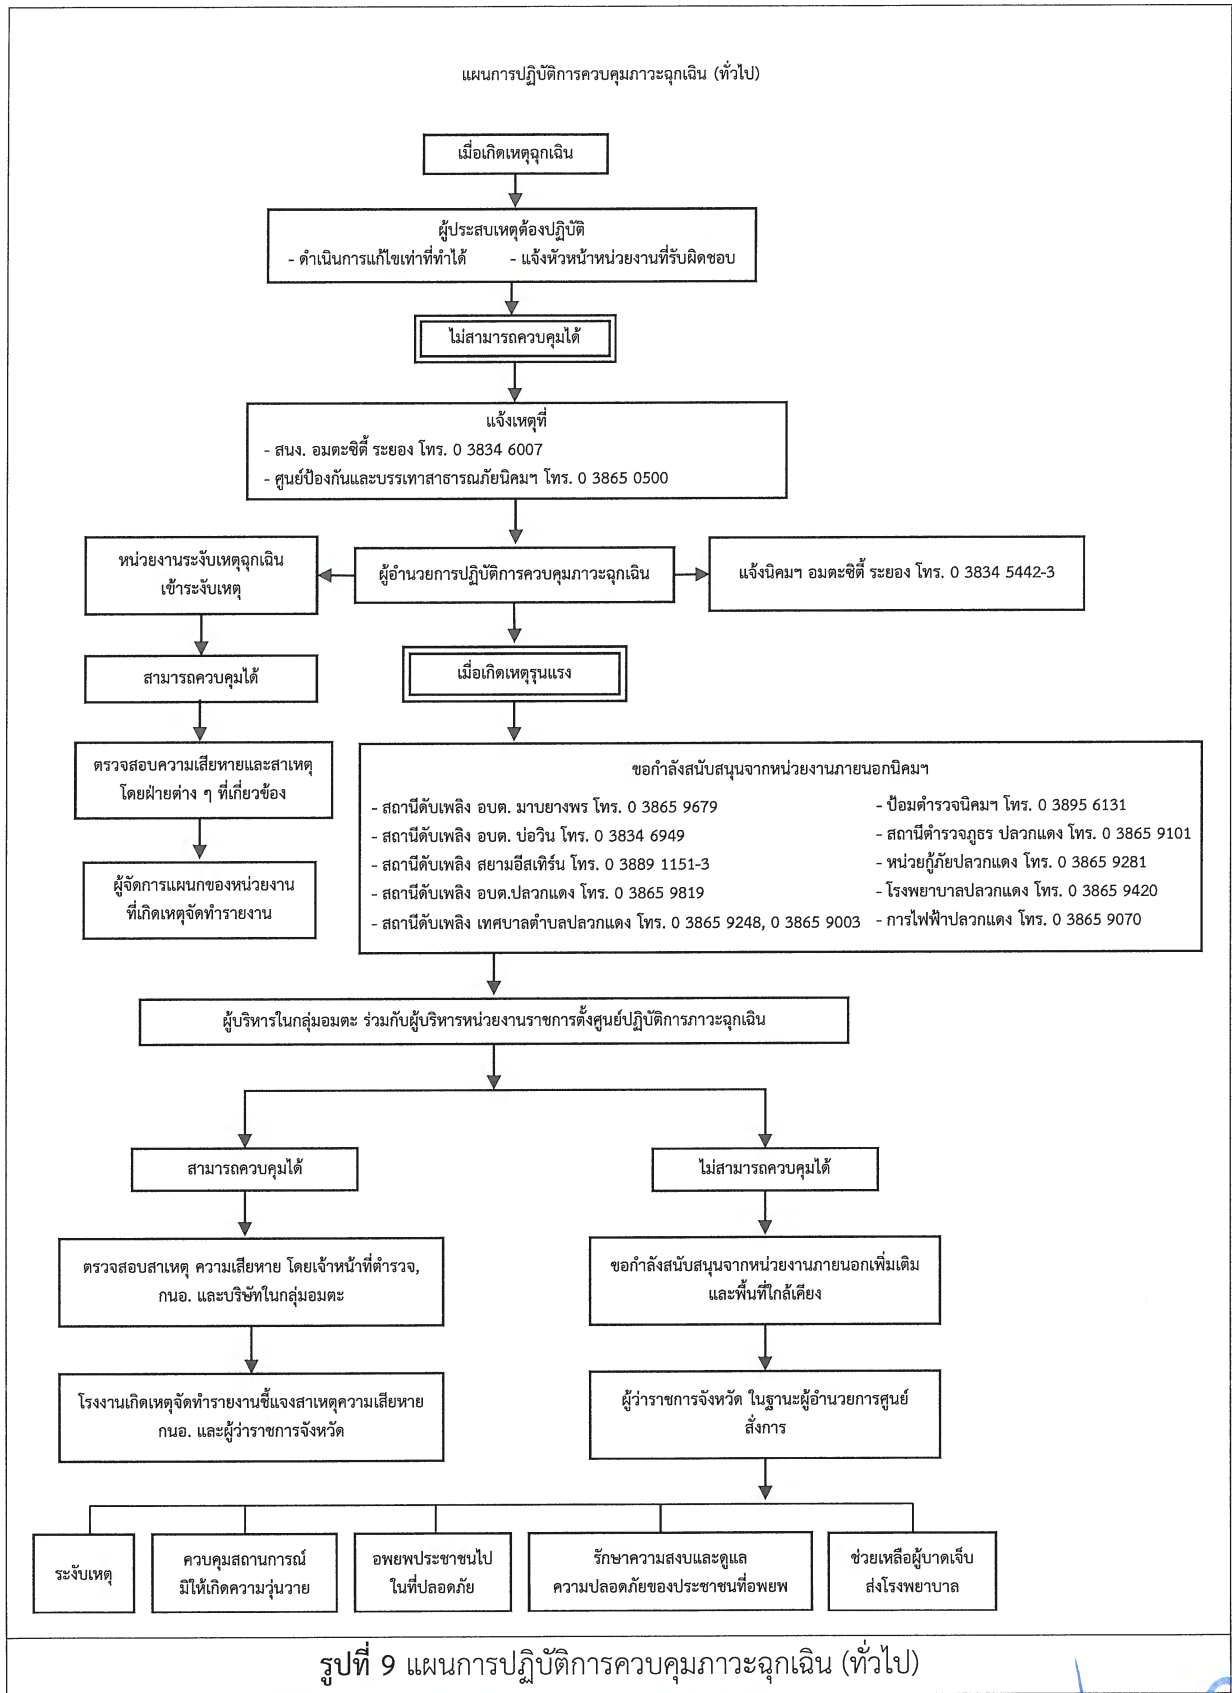 แผนการปฏิบัติการควบคุมภาวะฉุกเฉิน (ทั่วไป)
เมื่อเกิดเหตุฉุกเฉิน
ผู้ประสบเหตุต้องปฏิบัติ
- ดำเนินการแก้ไขเท่าที่ทำได้ - แจ้งหัวหน้าหน่วยงานที่รับผิดชอบ
ไม่สามารถควบคุมได้
แจ้งเหตุที่
- สนง. อมตะซิตี้ ระยอง โทร. 0 3834 6007
- ศูนย์ป้องกันและบรรเทาสาธารณภัยนิคมฯ โทร. 0 3865 0500
หน่วยงานระงับเหตุฉุกเฉิน
เข้าระงับเหตุ
ผู้อำนวยการปฏิบัติการควบคุมภาวะฉุกเฉิน
แจ้งนิคมฯ อมตะซิตี้ ระยอง โทร. 0 3834 5442-3
สามารถควบคุมได้
เมื่อเกิดเหตุรุนแรง
ตรวจสอบความเสียหายและสาเหตุ
โดยฝ่ายต่าง ๆ ที่เกี่ยวข้อง
ผู้จัดการแผนกของหน่วยงาน
ที่เกิดเหตุจัดทำรายงาน
ขอกำลังสนับสนุนจากหน่วยงานภายนอกนิคมฯ
- สถานีดับเพลิง อบต. มาบยางพร โทร. 0 3865 9679
- สถานีดับเพลิง อบต. บ่อวิน โทร. 0 3834 6949
- สถานีดับเพลิง สยามอีสเทิร์น โทร. 0 3889 1151-3
- สถานีดับเพลิง อบต.ปลวกแดง โทร. 0 3865 9819
- สถานีดับเพลิง เทศบาลตำบลปลวกแดง โทร. 0 3865 9248, 0 3865 9003
- ป้อมตำรวจนิคมฯ โทร. 0 3895 6131
- สถานีตำรวจภูธร ปลวกแดง โทร. 0 3865 9101
- หน่วยกู้ภัยปลวกแดง โทร. 0 3865 9281
- โรงพยาบาลปลวกแดง โทร. 0 3865 9420
- การไฟฟ้าปลวกแดง โทร. 0 3865 9070
ผู้บริหารในกลุ่มอมตะ ร่วมกับผู้บริหารหน่วยงานราชการตั้งศูนย์ปฏิบัติการภาวะฉุกเฉิน
สามารถควบคุมได้
ไม่สามารถควบคุมได้
ตรวจสอบสาเหตุ ความเสียหาย โดยเจ้าหน้าที่ตำรวจ,
กนอ. และบริษัทในกลุ่มอมตะ
ขอกำลังสนับสนุนจากหน่วยงานภายนอกเพิ่มเติม
และพื้นที่ใกล้เคียง
โรงงานเกิดเหตุจัดทำรายงานชี้แจงสาเหตุความเสียหาย
กนอ. และผู้ว่าราชการจังหวัด
ผู้ว่าราชการจังหวัด ในฐานะผู้อำนวยการศูนย์
สั่งการ
ระงับเหตุ
ควบคุมสถานการณ์
มิให้เกิดความวุ่นวาย
อพยพประชาชนไป
ในที่ปลอดภัย
รักษาความสงบและดูแล
ความปลอดภัยของประชาชนที่อพยพ
ช่วยเหลือผู้บาดเจ็บ
ส่งโรงพยาบาล
รูปที่ 9 แผนการปฏิบัติการควบคุมภาวะฉุกเฉิน (ทั่วไป)